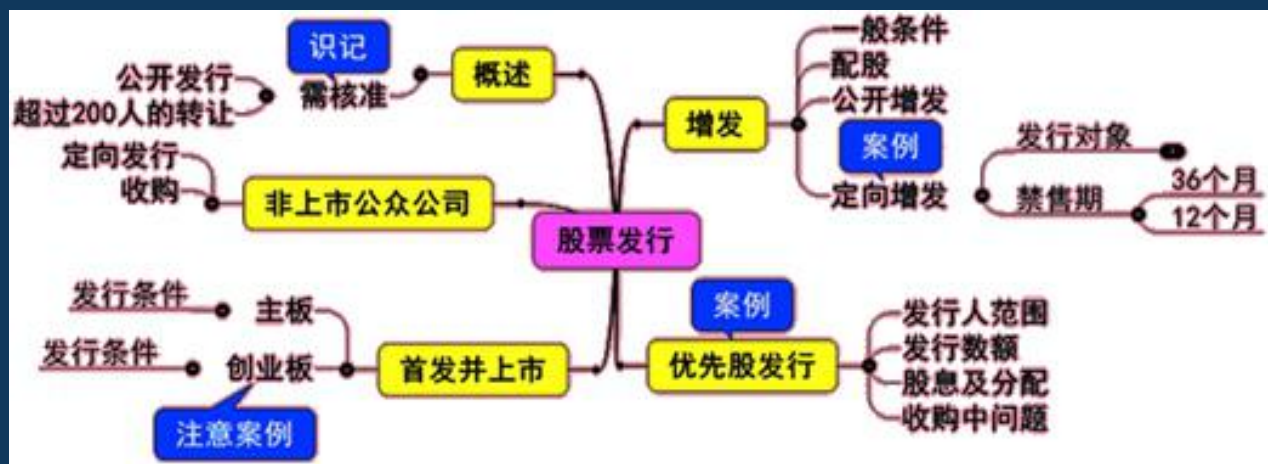 识记
概述
需核准
公开发行
超过200人的转让
定向发行
收购
非上市公众公司
股票发行
发行条件
主板
发行条件
创业板
首发并上市
注意案例
增发
一般条件
配股
公开增发
案例
定向增发
发行对象
禁售期
36个月
12个月
案例
优先股发行
发行人范围
发行数额
股息及分配
收购中问题